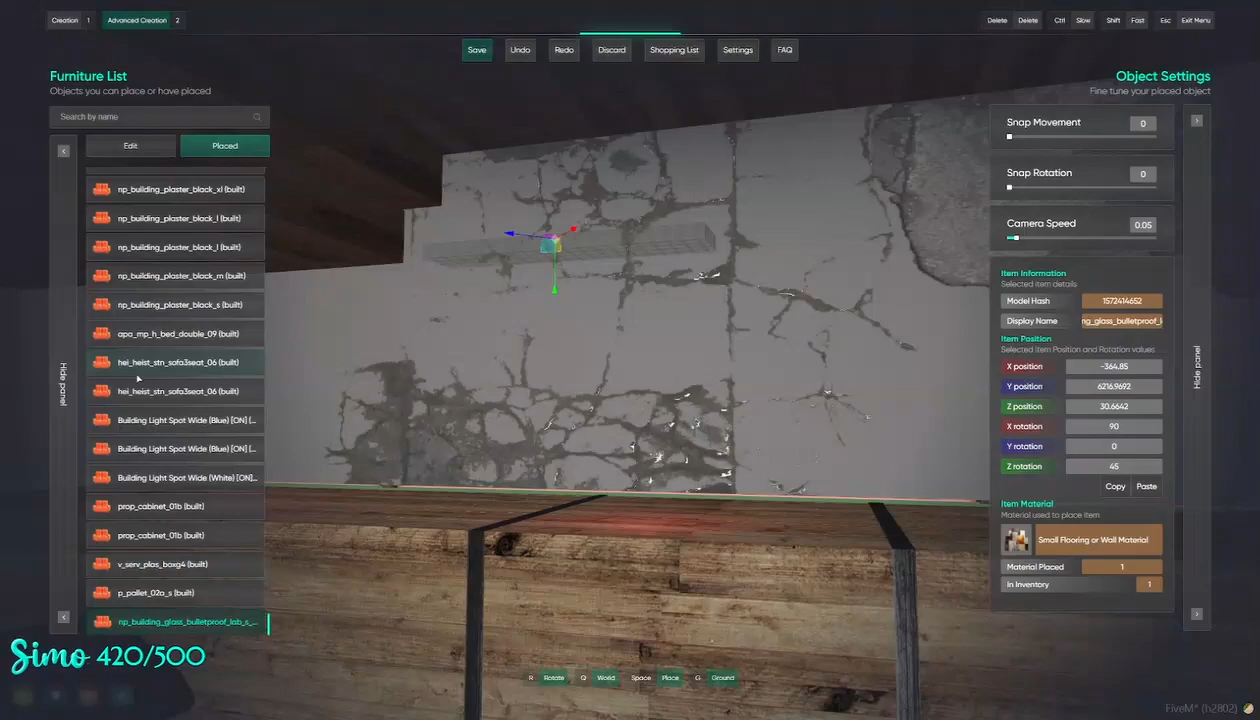 Creation 1 Advanced Creation 2 Delete Delete Ctrl Slow Shift Fast Esc Exit Menu
Save Undo Redo Discard Shopping List Settings FAQ
Furniture List
Objects you can place or have placed
Search by name
Edit Placed
Hide panel
np_building_plaster_black_xl (built)
np_building_plaster_black_l (built)
np_building_plaster_black_l (built)
np_building_plaster_black_m (built)
np_building_plaster_black_s (built)
apa_mp_h_bed_double_09 (built)
hei_heist_stn_sofa3seat_06 (built)
hei_heist_stn_sofa3seat_06 (built)
Building Light Spot Wide (Blue) [ON] (...
Building Light Spot Wide (Blue) [ON] (...
Building Light Spot Wide (White) [ON]...
prop_cabinet_01b (built)
prop_cabinet_01b (built)
v_serv_plas_boxg4 (built)
p_pallet_02a_s (built)
np_building_glass_bulletproof_lab_s_...
Object Settings
Fine tune your placed object
Snap Movement 0
Snap Rotation 0
Camera Speed 0.05
Item Information
Selected item details
Model Hash 1572414652
Display Name ng_glass_bulletproof_l
Item Position
Selected Item Position and Rotation values
X position -364.85
Y position 6216.9692
Z position 30.6642
X rotation 90
Y rotation 0
Z rotation 45
Copy Paste
Item Material
Material used to place item
Small Flooring or Wall Material
Material Placed 1
In Inventory 1
Hide panel
Simo 420/500
R Rotate Q World Space Place G Ground
FiveM* (b2802)